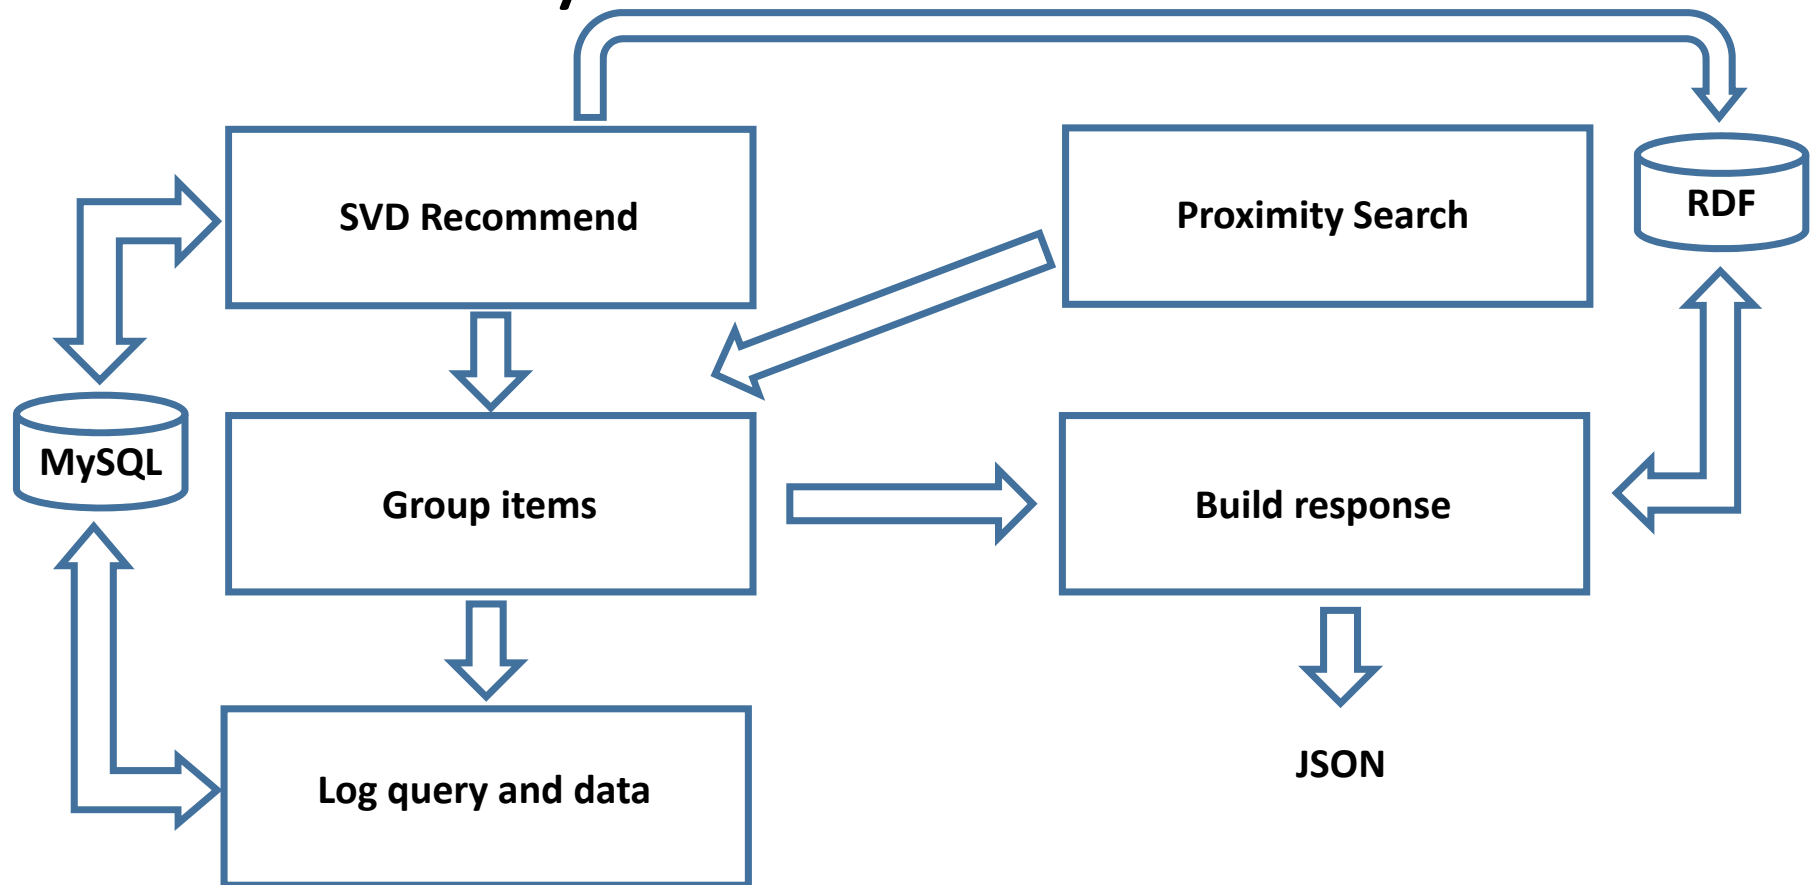 SVD Recommend
Proximity Search
RDF
MySQL
Group items
Build response
Log query and data
JSON